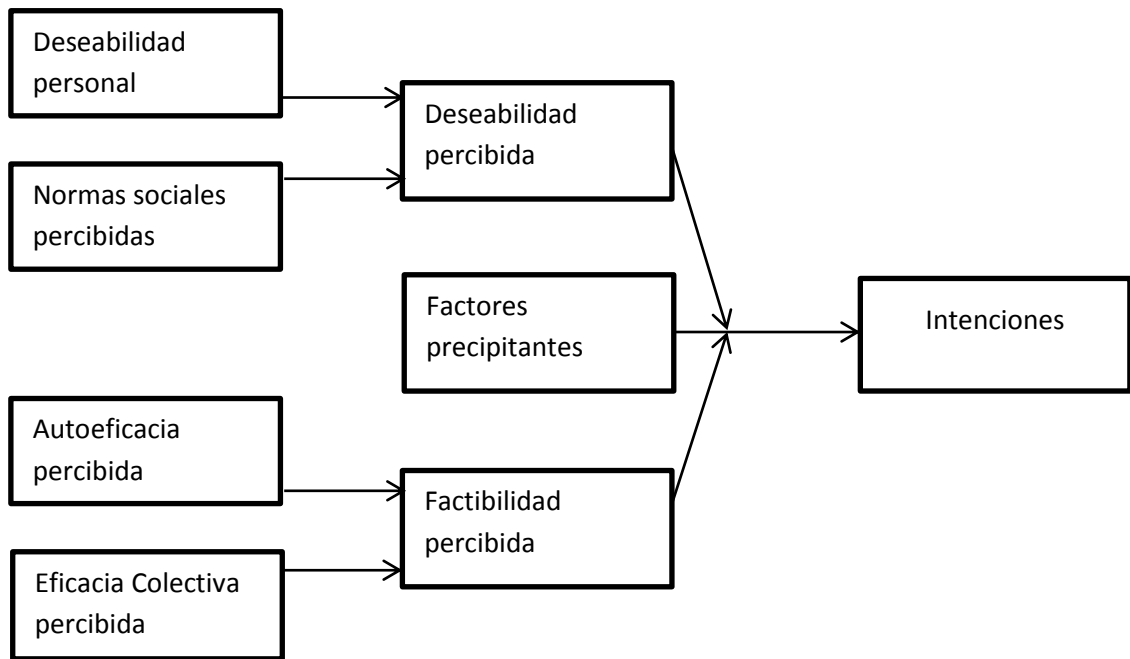 Deseabilidad
personal
Normas sociales
percibidas
Autoeficacia
percibida
Eficacia Colectiva
percibida
Deseabilidad
percibida
Factores
precipitantes
Factibilidad
percibida
Intenciones